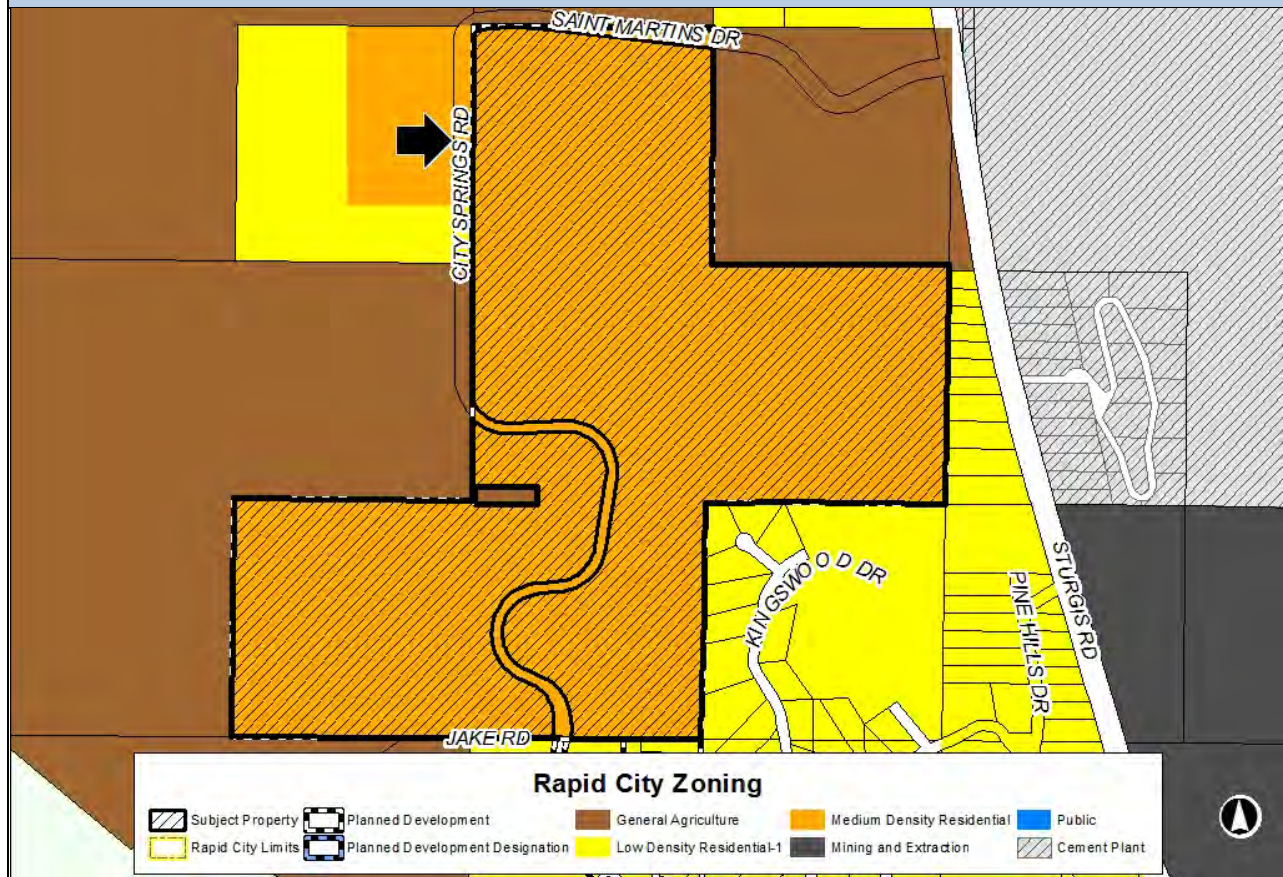 SAINT MARTINS DR
CITY SPRINGS RD
KINGSWOOD DR
PINE HILLS DR
STURGIS RD
JAKE RD
Rapid City Zoning
Subject Property
Planned Development
General Agriculture
Medium Density Residential
Public
Rapid City Limits
Planned Development Designation
Low Density Residential-1
Mining and Extraction
Cement Plant